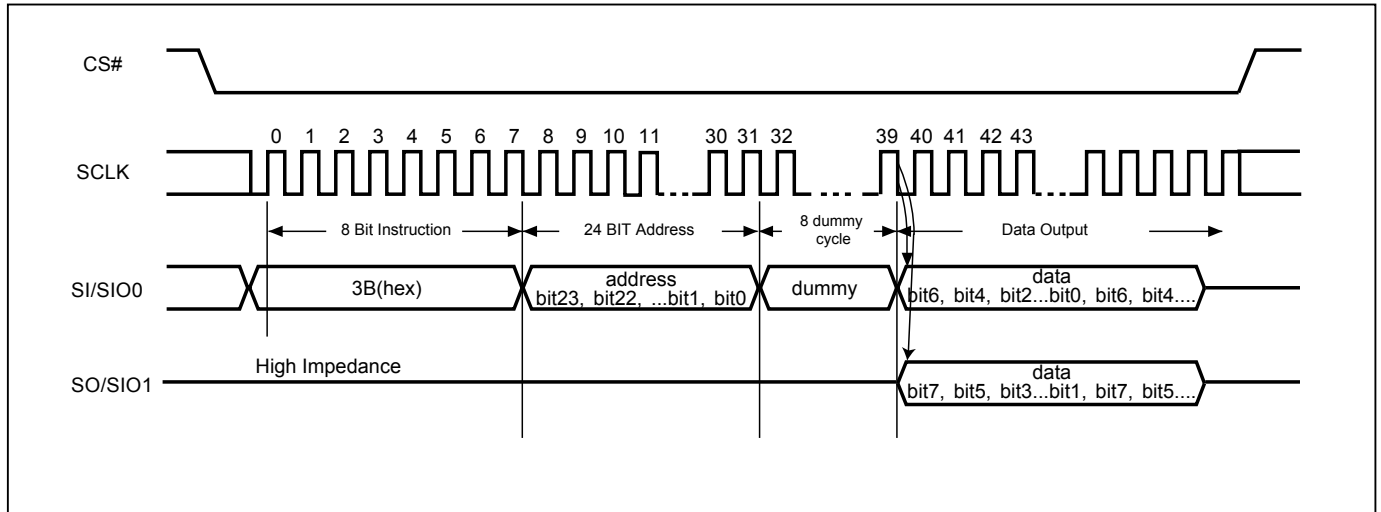 CS#
0 1 2 3 4 5 6 7 8 9 10 11 30 31 32 39 40 41 42 43
SCLK
8 Bit Instruction 24 BIT Address 8 dummy cycle Data Output
SI/SIO0 3B(hex) address dummy data
bit23, bit22, ...bit1, bit0 bit6, bit4, bit2...bit0, bit6, bit4....
High Impedance
SO/SIO1 data
bit7, bit5, bit3...bit1, bit7, bit5....